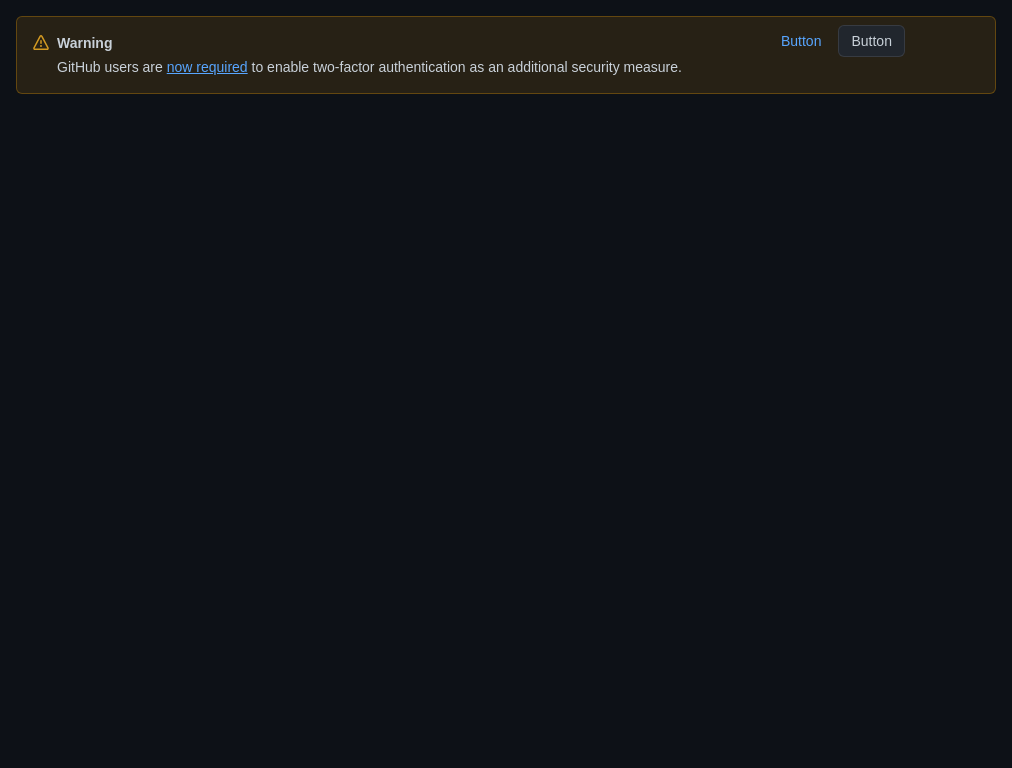 Warning
Button
Button
GitHub users are now required to enable two-factor authentication as an additional security measure.